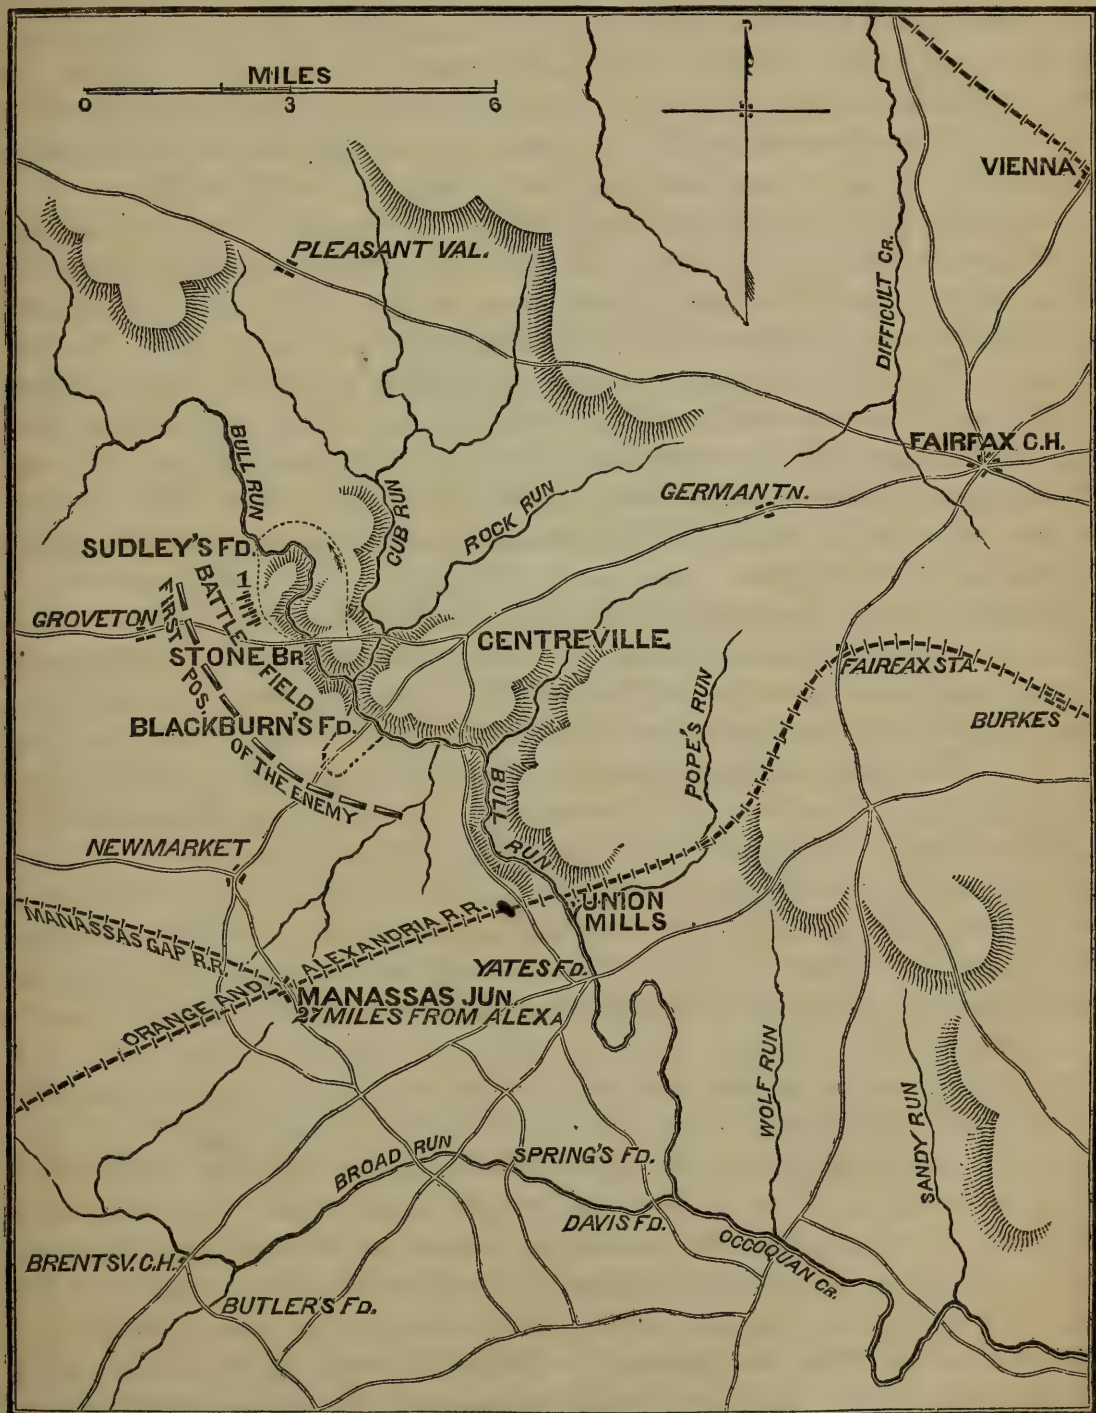 MILES
0 3 6
N
VIENNA
PLEASANT VAL.
DIFFICULT CR.
FAIRFAX C.H.
BULL RUN
CUB RUN
ROCK RUN
GERMANTN.
SUDLEY'S FD.
1
BATTLE FIELD
GROVETON
FIRST POS. OF THE ENEMY
STONE BR
CENTREVILLE
FAIRFAX STA.
BURKES
BLACKBURN'S FD.
POPE'S RUN
BULL RUN
NEWMARKET
UNION
MILLS
MANASSAS GAP R.R.
ORANGE AND ALEXANDRIA R.R.
YATES FD.
MANASSAS JUN.
27 MILES FROM ALEXA
WOLF RUN
SANDY RUN
BROAD RUN
SPRING'S FD.
DAVIS FD.
OCCOQUAN CR.
BRENTSV. C.H.
BUTLER'S FD.